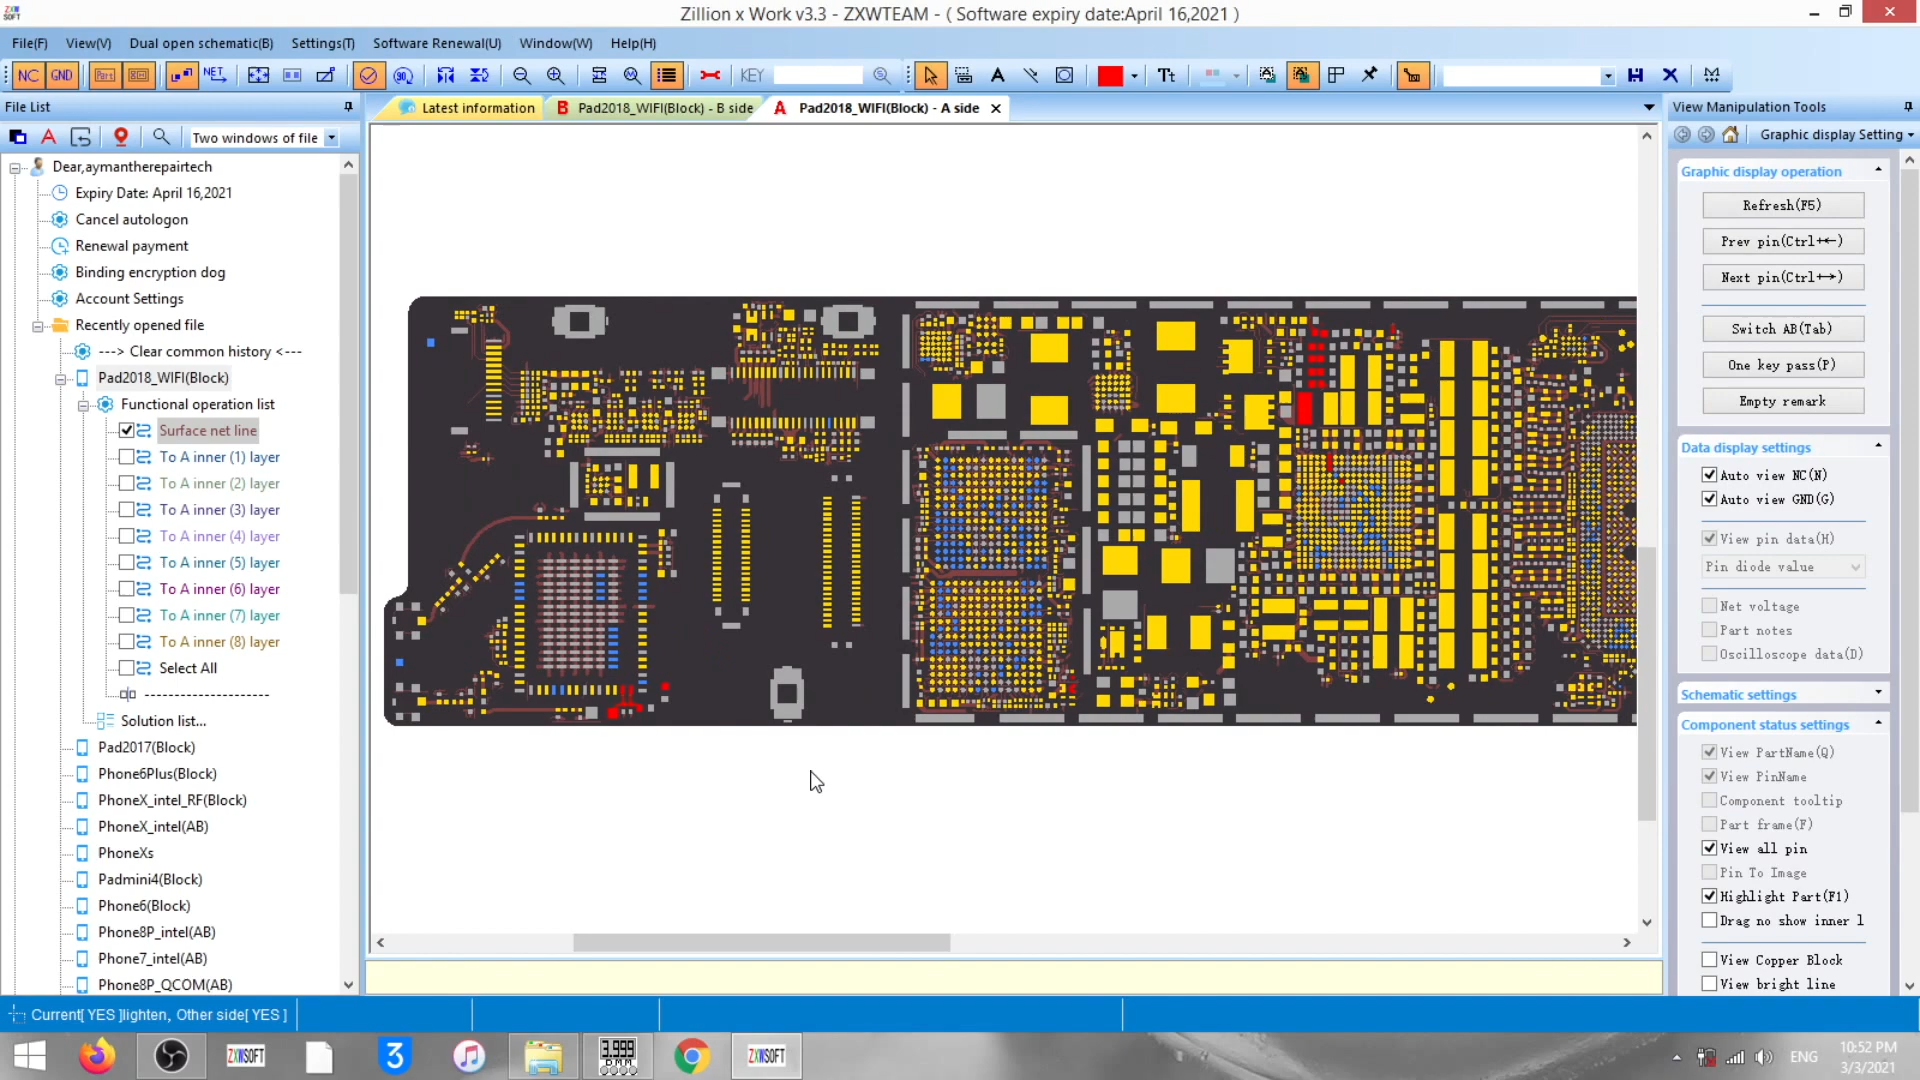 ZXW
SOFT
Zillion x Work v3.3 - ZXWTEAM - ( Software expiry date:April 16,2021 )
File(F) View(V) Dual open schematic(B) Settings(T) Software Renewal(U) Window(W) Help(H)
NC GND Part NET KEY A Tt
File List
Latest information
B Pad2018_WIFI(Block) - B side
A Pad2018_WIFI(Block) - A side
View Manipulation Tools
A Two windows of file
Graphic display Setting
Dear,aymantherepairtech
Expiry Date: April 16,2021
Cancel autologon
Renewal payment
Binding encryption dog
Account Settings
Recently opened file
---> Clear common history <---
Pad2018_WIFI(Block)
Functional operation list
Surface net line
To A inner (1) layer
To A inner (2) layer
To A inner (3) layer
To A inner (4) layer
To A inner (5) layer
To A inner (6) layer
To A inner (7) layer
To A inner (8) layer
Select All
--------------------
Solution list...
Pad2017(Block)
Phone6Plus(Block)
PhoneX_intel_RF(Block)
PhoneX_intel(AB)
PhoneXs
Padmini4(Block)
Phone6(Block)
Phone8P_intel(AB)
Phone7_intel(AB)
Phone8P_QCOM(AB)
Graphic display operation
Refresh(F5)
Prev pin(Ctrl+←)
Next pin(Ctrl+→)
Switch AB(Tab)
One key pass(P)
Empty remark
Data display settings
Auto view NC(N)
Auto view GND(G)
View pin data(H)
Pin diode value
Net voltage
Part notes
Oscilloscope data(D)
Schematic settings
Component status settings
View PartName(Q)
View PinName
Component tooltip
Part frame(F)
View all pin
Pin To Image
Highlight Part(F1)
Drag no show inner l
View Copper Block
View bright line
Current[ YES ]lighten, Other side[ YES ]
ZXWSOFT
3
3.999
DMM
ZXWSOFT
ENG
10:52 PM
3/3/2021